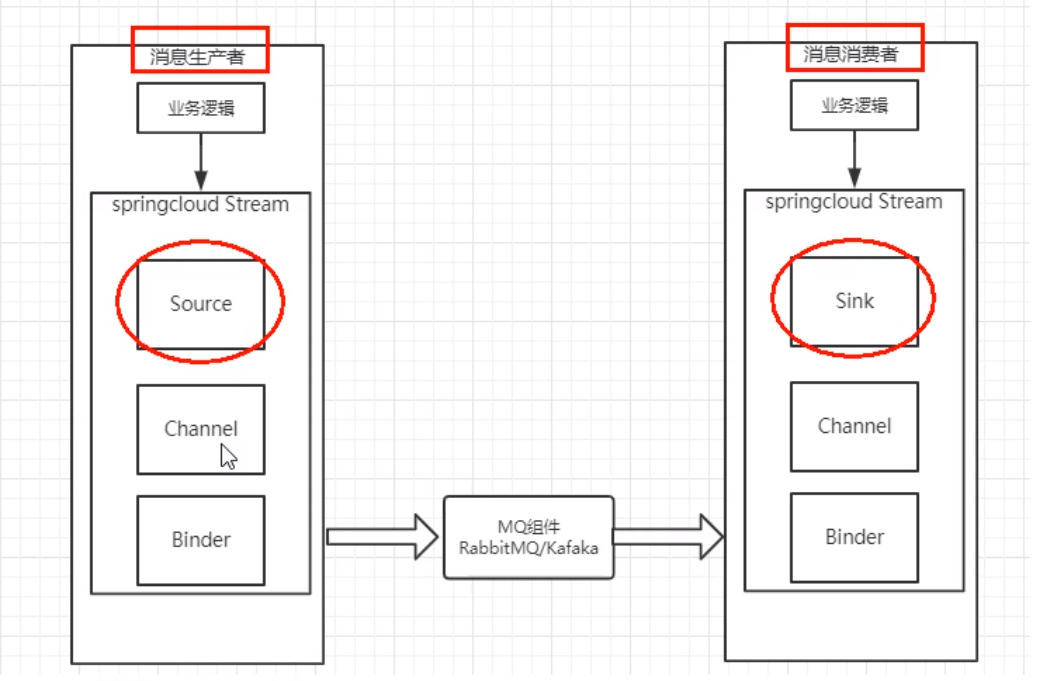 消息生产者
业务逻辑
springcloud Stream
Source
Channel
Binder
MQ组件
RabbitMQ/Kafaka
消息消费者
业务逻辑
springcloud Stream
Sink
Channel
Binder